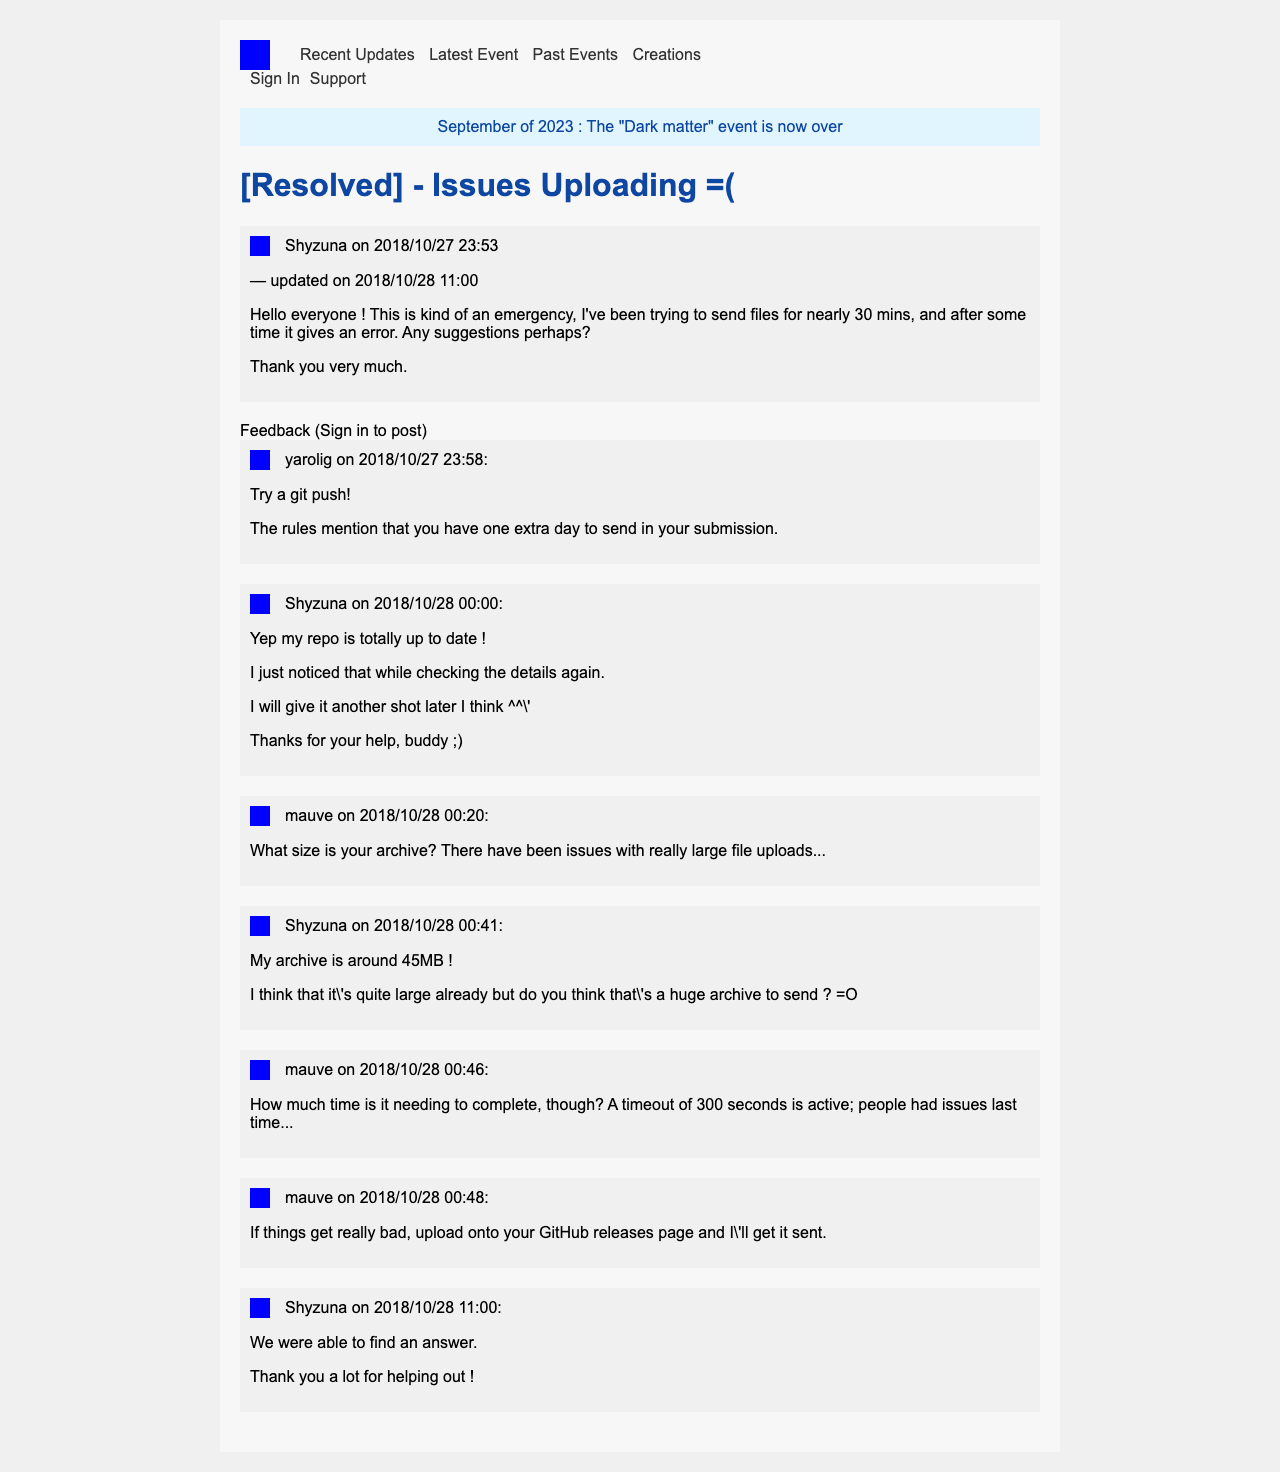 Recent Updates Latest Event Past Events Creations
Sign In Support
September of 2023 : The "Dark matter" event is now over
[Resolved] - Issues Uploading =(
Shyzuna on 2018/10/27 23:53
— updated on 2018/10/28 11:00
Hello everyone ! This is kind of an emergency, I've been trying to send files for nearly 30 mins, and after some
time it gives an error. Any suggestions perhaps?
Thank you very much.
Feedback (Sign in to post)
yarolig on 2018/10/27 23:58:
Try a git push!
The rules mention that you have one extra day to send in your submission.
Shyzuna on 2018/10/28 00:00:
Yep my repo is totally up to date !
I just noticed that while checking the details again.
I will give it another shot later I think ^^\'
Thanks for your help, buddy ;)
mauve on 2018/10/28 00:20:
What size is your archive? There have been issues with really large file uploads...
Shyzuna on 2018/10/28 00:41:
My archive is around 45MB !
I think that it\'s quite large already but do you think that\'s a huge archive to send ? =O
mauve on 2018/10/28 00:46:
How much time is it needing to complete, though? A timeout of 300 seconds is active; people had issues last
time...
mauve on 2018/10/28 00:48:
If things get really bad, upload onto your GitHub releases page and I\'ll get it sent.
Shyzuna on 2018/10/28 11:00:
We were able to find an answer.
Thank you a lot for helping out !